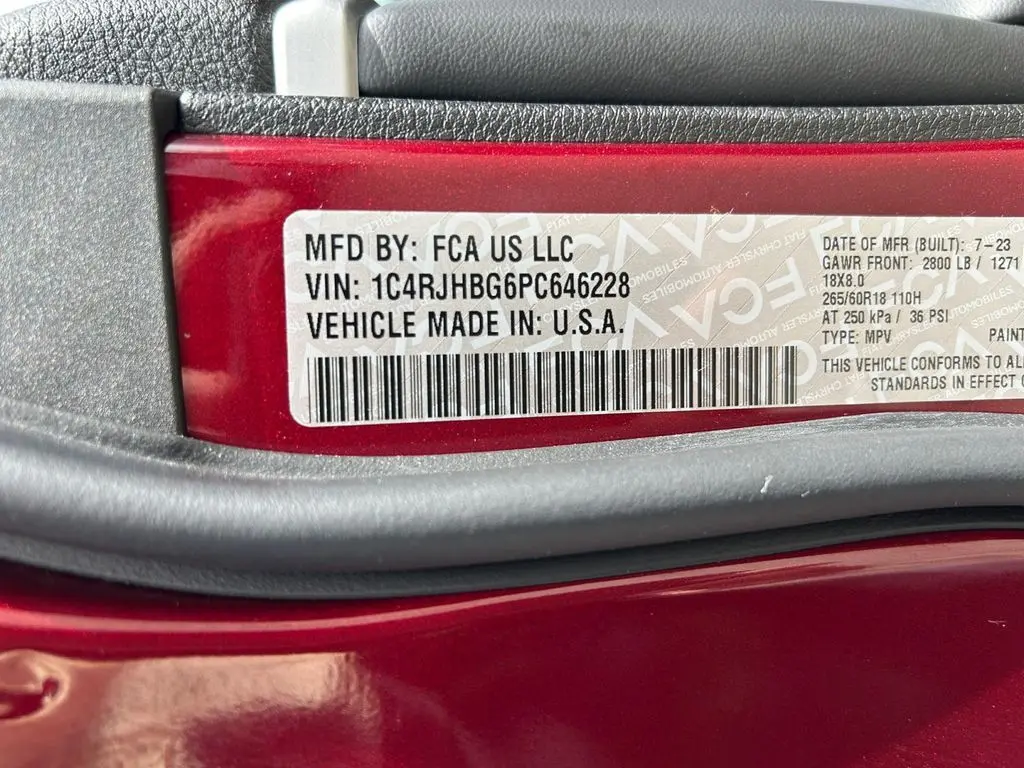 MFD BY: FCA US LLC
VIN: 1C4RJHBG6PC646228
VEHICLE MADE IN: U.S.A.
DATE OF MFR (BUILT): 7-23
GAWR FRONT: 2800 LB / 1271
18X8.0
265/60R18 110H
AT 250 kPa / 36 PSI
TYPE: MPV PAINT
THIS VEHICLE CONFORMS TO ALL
STANDARDS IN EFFECT